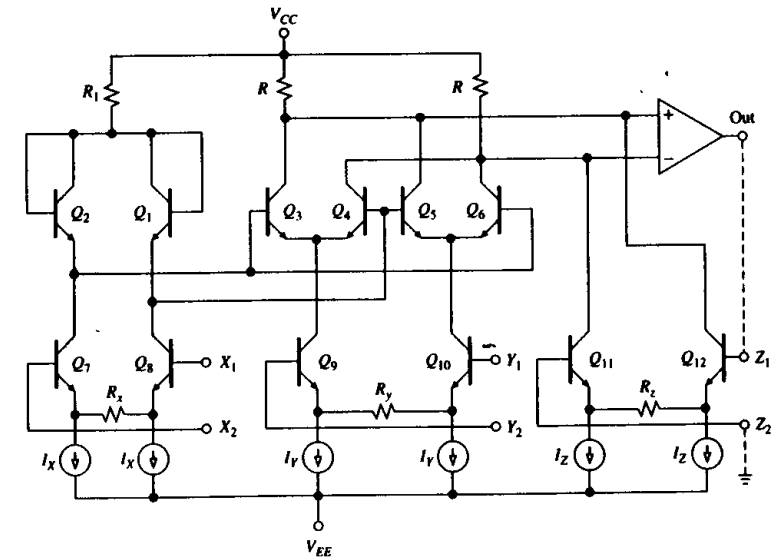 V_CC
R_1
R
R
+
Out
−
Q_2
Q_1
Q_3
Q_4
Q_5
Q_6
Q_7
Q_8
X_1
Q_9
Q_10
Y_1
Q_11
Q_12
Z_1
R_x
R_y
R_z
X_2
Y_2
Z_2
I_X
I_X
I_Y
I_Y
I_Z
I_Z
V_EE